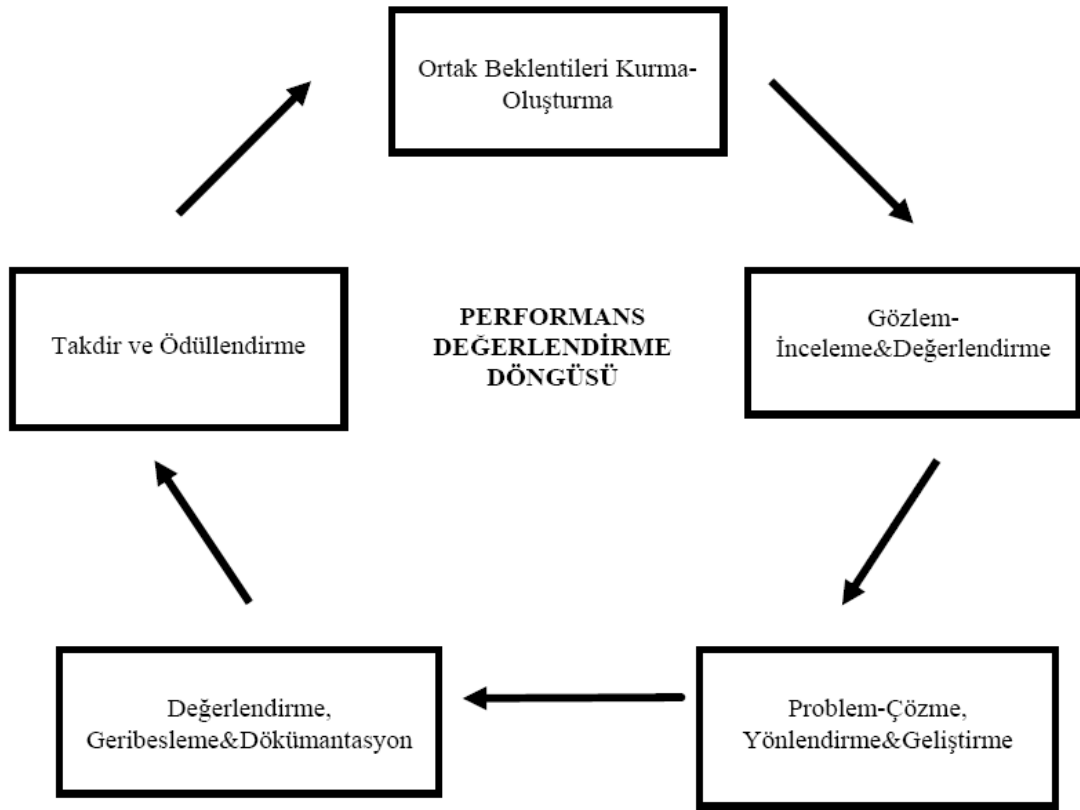 Ortak Beklentileri Kurma-
Oluşturma
Gözlem-
İnceleme&Değerlendirme
Problem-Çözme,
Yönlendirme&Geliştirme
Değerlendirme,
Geribesleme&Dökümantasyon
Takdir ve Ödüllendirme
PERFORMANS
DEĞERLENDİRME
DÖNGÜSÜ